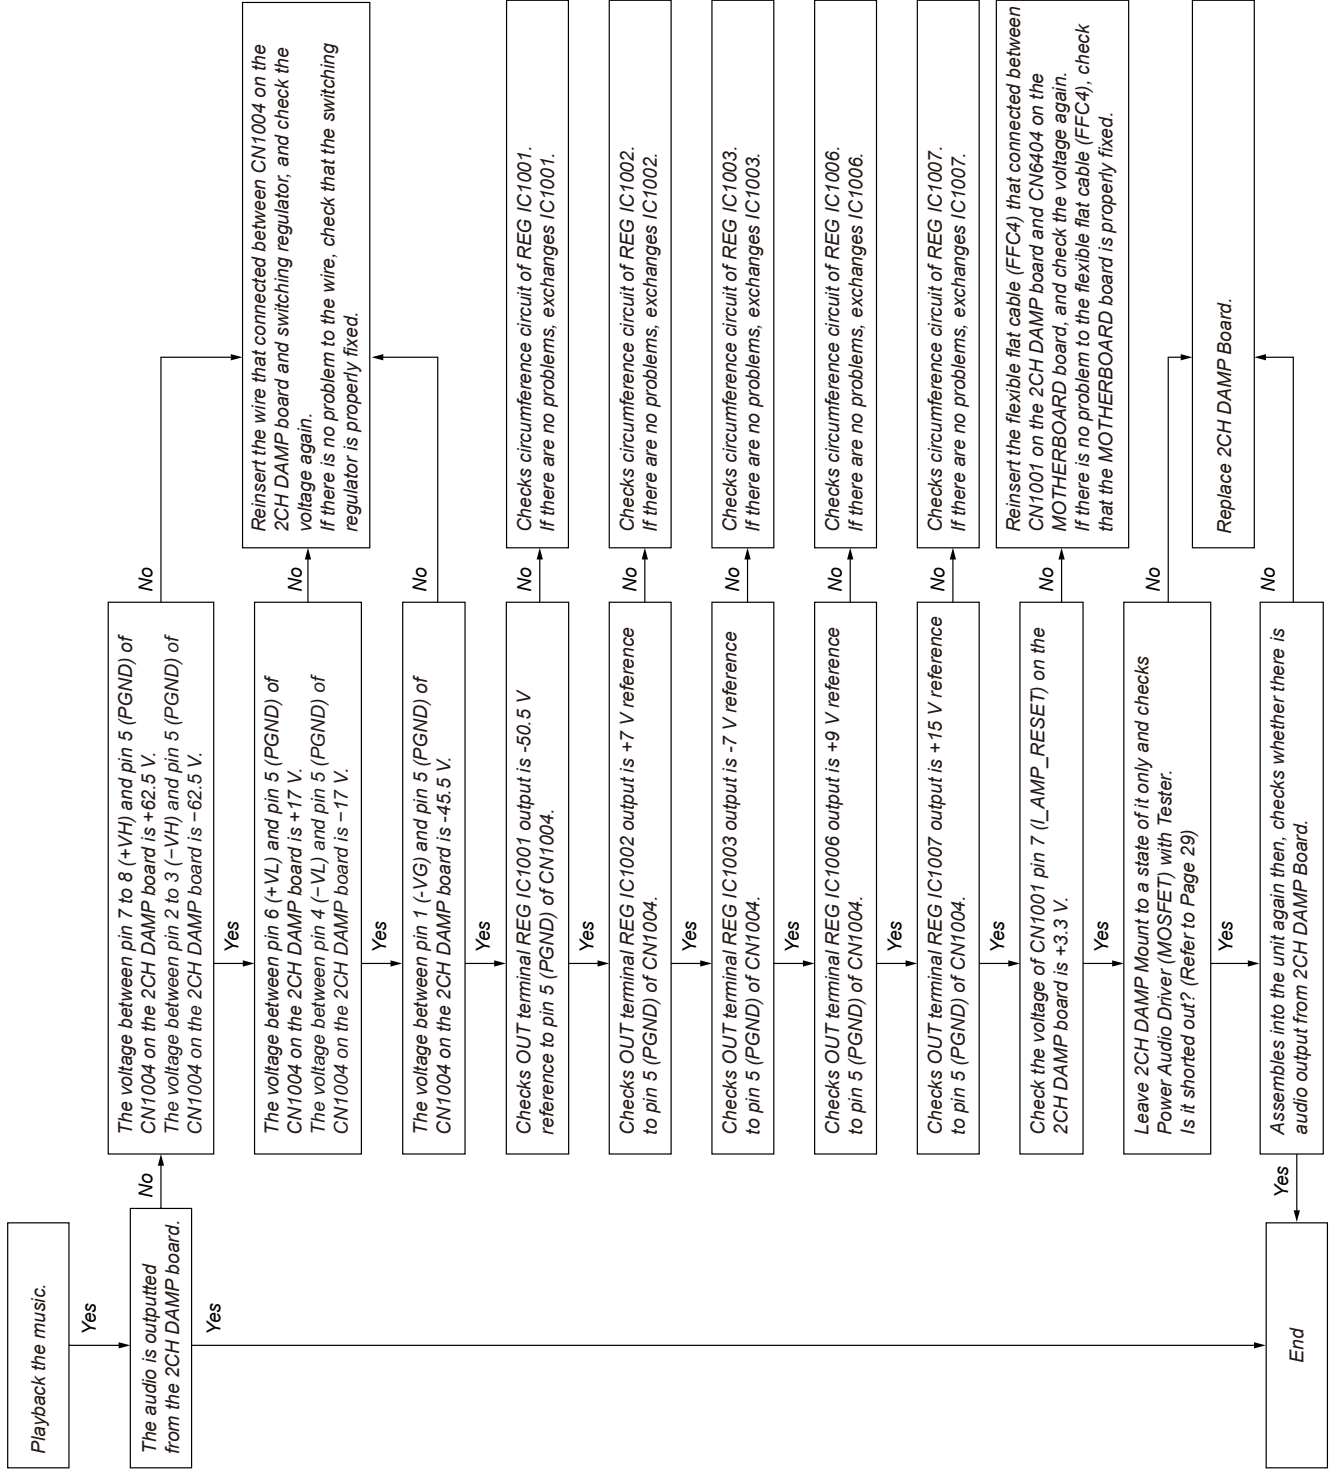 Playback the music.
Yes
The audio is outputted
from the 2CH DAMP board.
No
Yes
The voltage between pin 7 to 8 (+VH) and pin 5 (PGND) of
CN1004 on the 2CH DAMP board is +62.5 V.
The voltage between pin 2 to 3 (−VH) and pin 5 (PGND) of
CN1004 on the 2CH DAMP board is −62.5 V.
No
Yes
Reinsert the wire that connected between CN1004 on the
2CH DAMP board and switching regulator, and check the
voltage again.
If there is no problem to the wire, check that the switching
regulator is properly fixed.
The voltage between pin 6 (+VL) and pin 5 (PGND) of
CN1004 on the 2CH DAMP board is +17 V.
The voltage between pin 4 (−VL) and pin 5 (PGND) of
CN1004 on the 2CH DAMP board is −17 V.
No
Yes
The voltage between pin 1 (-VG) and pin 5 (PGND) of
CN1004 on the 2CH DAMP board is -45.5 V.
No
Yes
Checks OUT terminal REG IC1001 output is -50.5 V
reference to pin 5 (PGND) of CN1004.
No
Checks circumference circuit of REG IC1001.
If there are no problems, exchanges IC1001.
Yes
Checks OUT terminal REG IC1002 output is +7 V reference
to pin 5 (PGND) of CN1004.
No
Checks circumference circuit of REG IC1002.
If there are no problems, exchanges IC1002.
Yes
Checks OUT terminal REG IC1003 output is -7 V reference
to pin 5 (PGND) of CN1004.
No
Checks circumference circuit of REG IC1003.
If there are no problems, exchanges IC1003.
Yes
Checks OUT terminal REG IC1006 output is +9 V reference
to pin 5 (PGND) of CN1004.
No
Checks circumference circuit of REG IC1006.
If there are no problems, exchanges IC1006.
Yes
Checks OUT terminal REG IC1007 output is +15 V reference
to pin 5 (PGND) of CN1004.
No
Checks circumference circuit of REG IC1007.
If there are no problems, exchanges IC1007.
Yes
Check the voltage of CN1001 pin 7 (I_AMP_RESET) on the
2CH DAMP board is +3.3 V.
No
Reinsert the flexible flat cable (FFC4) that connected between
CN1001 on the 2CH DAMP board and CN6404 on the
MOTHERBOARD board, and check the voltage again.
If there is no problem to the flexible flat cable (FFC4), check
that the MOTHERBOARD board is properly fixed.
Yes
Leave 2CH DAMP Mount to a state of it only and checks
Power Audio Driver (MOSFET) with Tester.
Is it shorted out? (Refer to Page 29)
No
Yes
Replace 2CH DAMP Board.
Assembles into the unit again then, checks whether there is
audio output from 2CH DAMP Board.
No
Yes
End